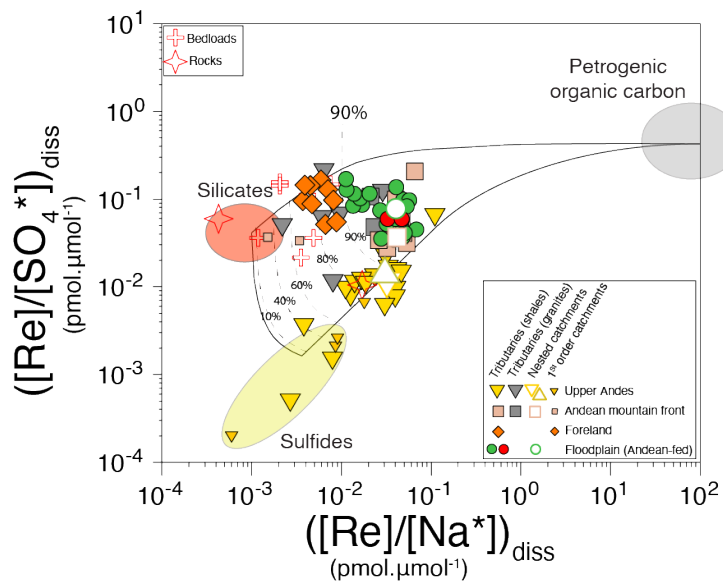 10^1
10^0
10^-1
10^-2
10^-3
10^-4
([Re]/[SO4*])diss
(pmol.µmol^-1)
Bedloads
Rocks
Petrogenic
organic carbon
90%
Silicates
90%
80%
60%
40%
10%
Sulfides
Tributaries (shales)
Tributaries (granites)
Nested catchments
1St order catchments
Upper Andes
Andean mountain front
Foreland
Floodplain (Andean-fed)
10^-4 10^-3 10^-2 10^-1 10^0 10^1 10^2
([Re]/[Na*])diss
(pmol.µmol^-1)